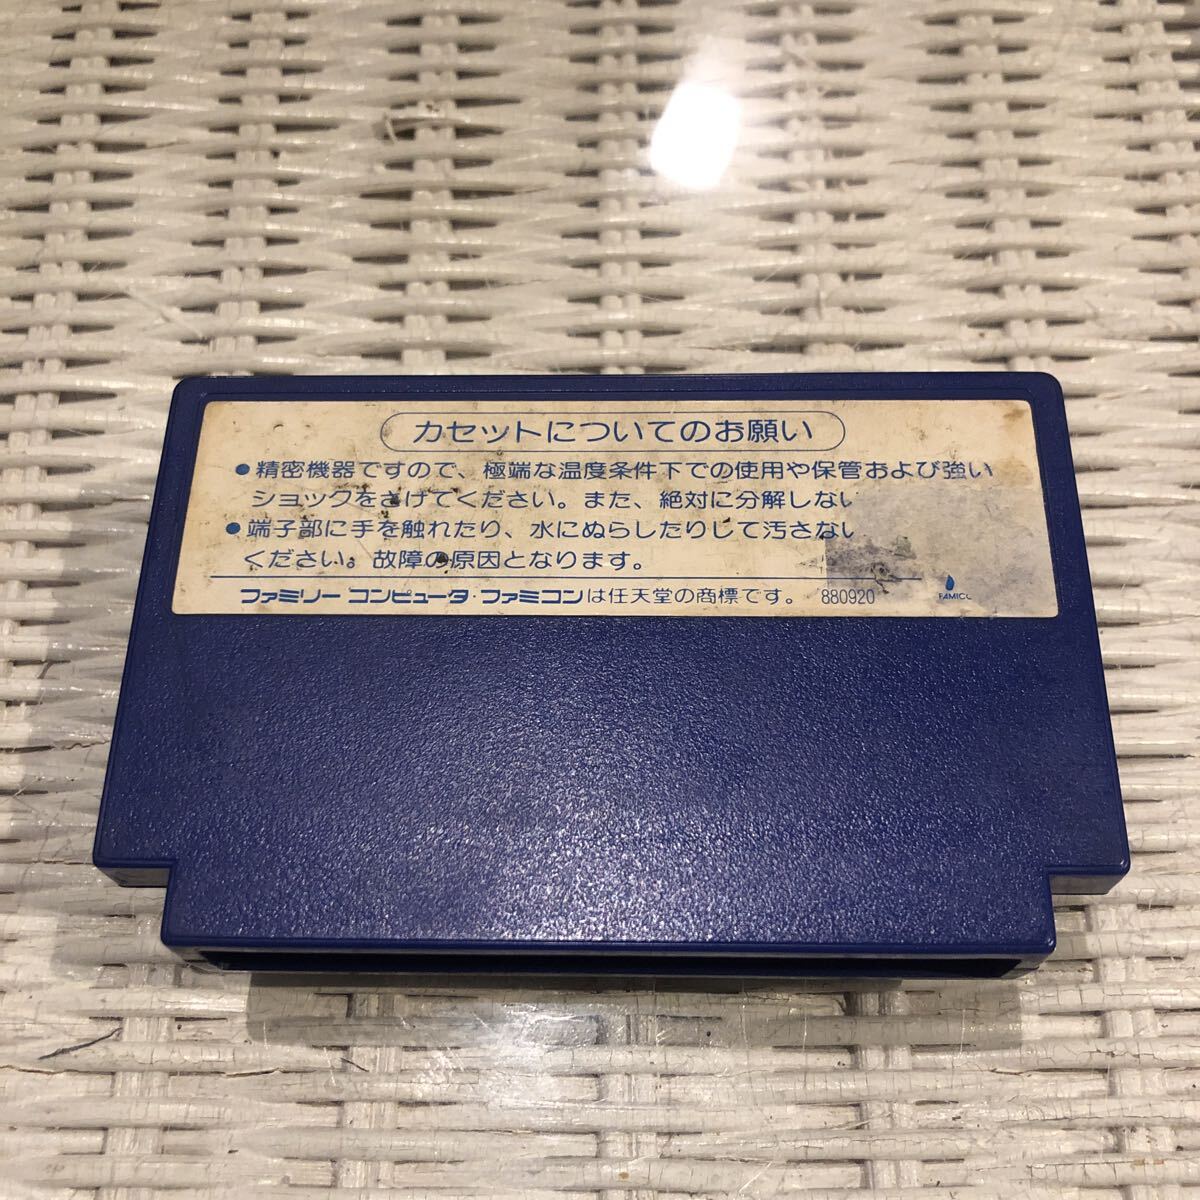 カセットについてのお願い
●精密機器ですので、極端な温度条件下での使用や保管および強い
ショックをさけてください。また、絶対に分解しない
●端子部に手を触れたり、水にぬらしたりして汚さない
ください。故障の原因となります。
ファミリー コンピュータ・ファミコンは任天堂の商標です。 880920
FAMICO